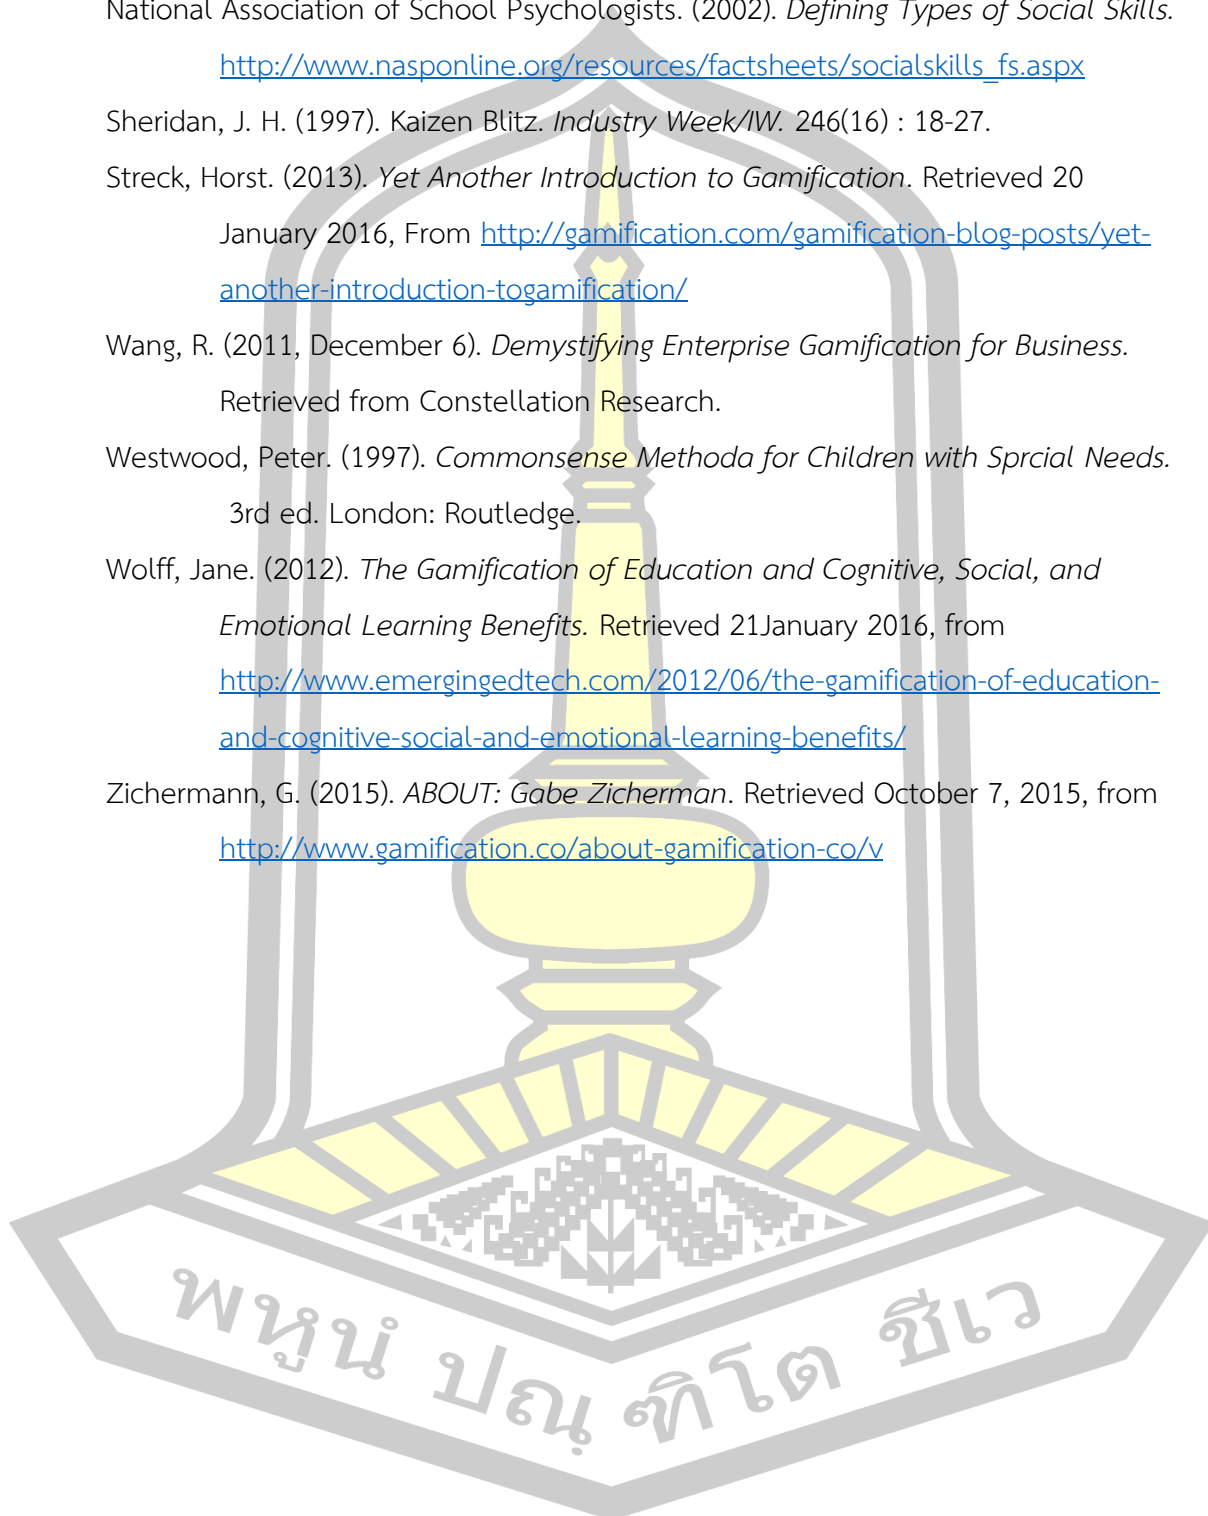 National Association of School Psychologists. (2002). Defining Types of Social Skills.
http://www.nasponline.org/resources/factsheets/socialskills_fs.aspx
Sheridan, J. H. (1997). Kaizen Blitz. Industry Week/IW. 246(16) : 18-27.
Streck, Horst. (2013). Yet Another Introduction to Gamification. Retrieved 20
January 2016, From http://gamification.com/gamification-blog-posts/yet-
another-introduction-togamification/
Wang, R. (2011, December 6). Demystifying Enterprise Gamification for Business.
Retrieved from Constellation Research.
Westwood, Peter. (1997). Commonsense Methoda for Children with Sprcial Needs.
3rd ed. London: Routledge.
Wolff, Jane. (2012). The Gamification of Education and Cognitive, Social, and
Emotional Learning Benefits. Retrieved 21January 2016, from
http://www.emergingedtech.com/2012/06/the-gamification-of-education-
and-cognitive-social-and-emotional-learning-benefits/
Zichermann, G. (2015). ABOUT: Gabe Zicherman. Retrieved October 7, 2015, from
http://www.gamification.co/about-gamification-co/v
พหูนํ ปณฺฑิโต ชีเว